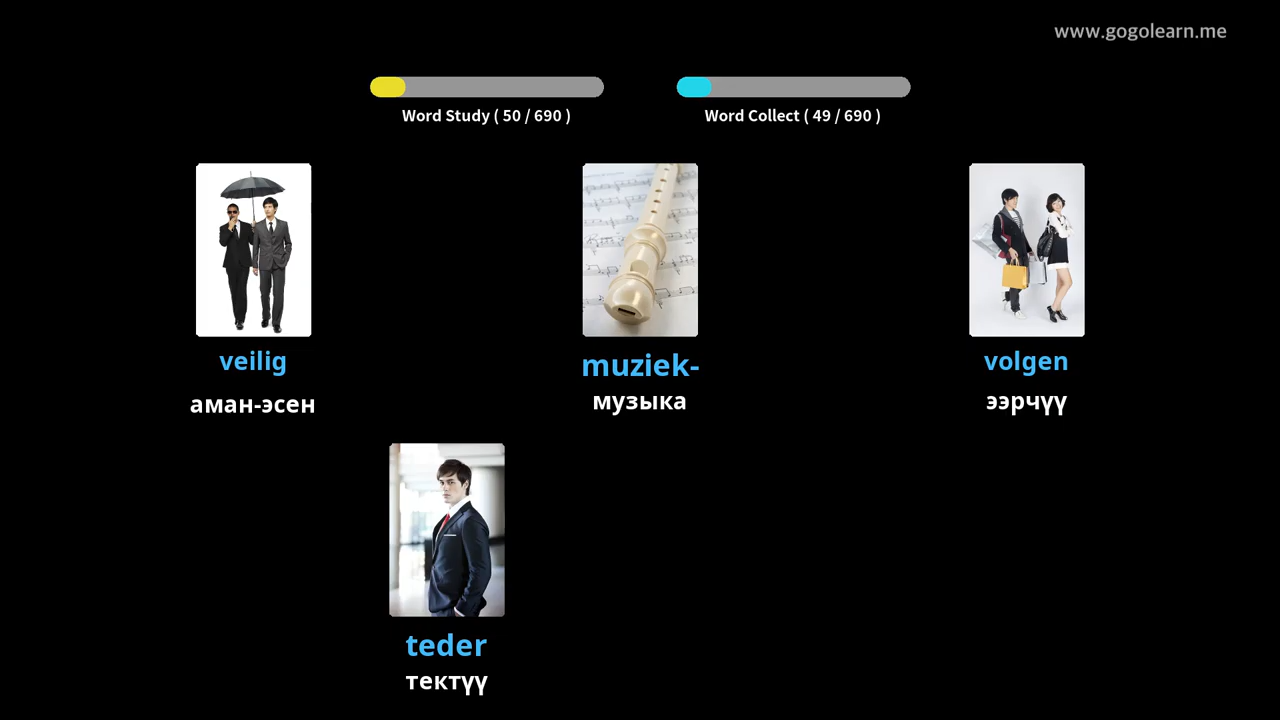 www.gogolearn.me
Word Study ( 50 / 690 )
Word Collect ( 49 / 690 )
veilig
аман-эсен
muziek-
музыка
volgen
ээрчүү
teder
тектүү